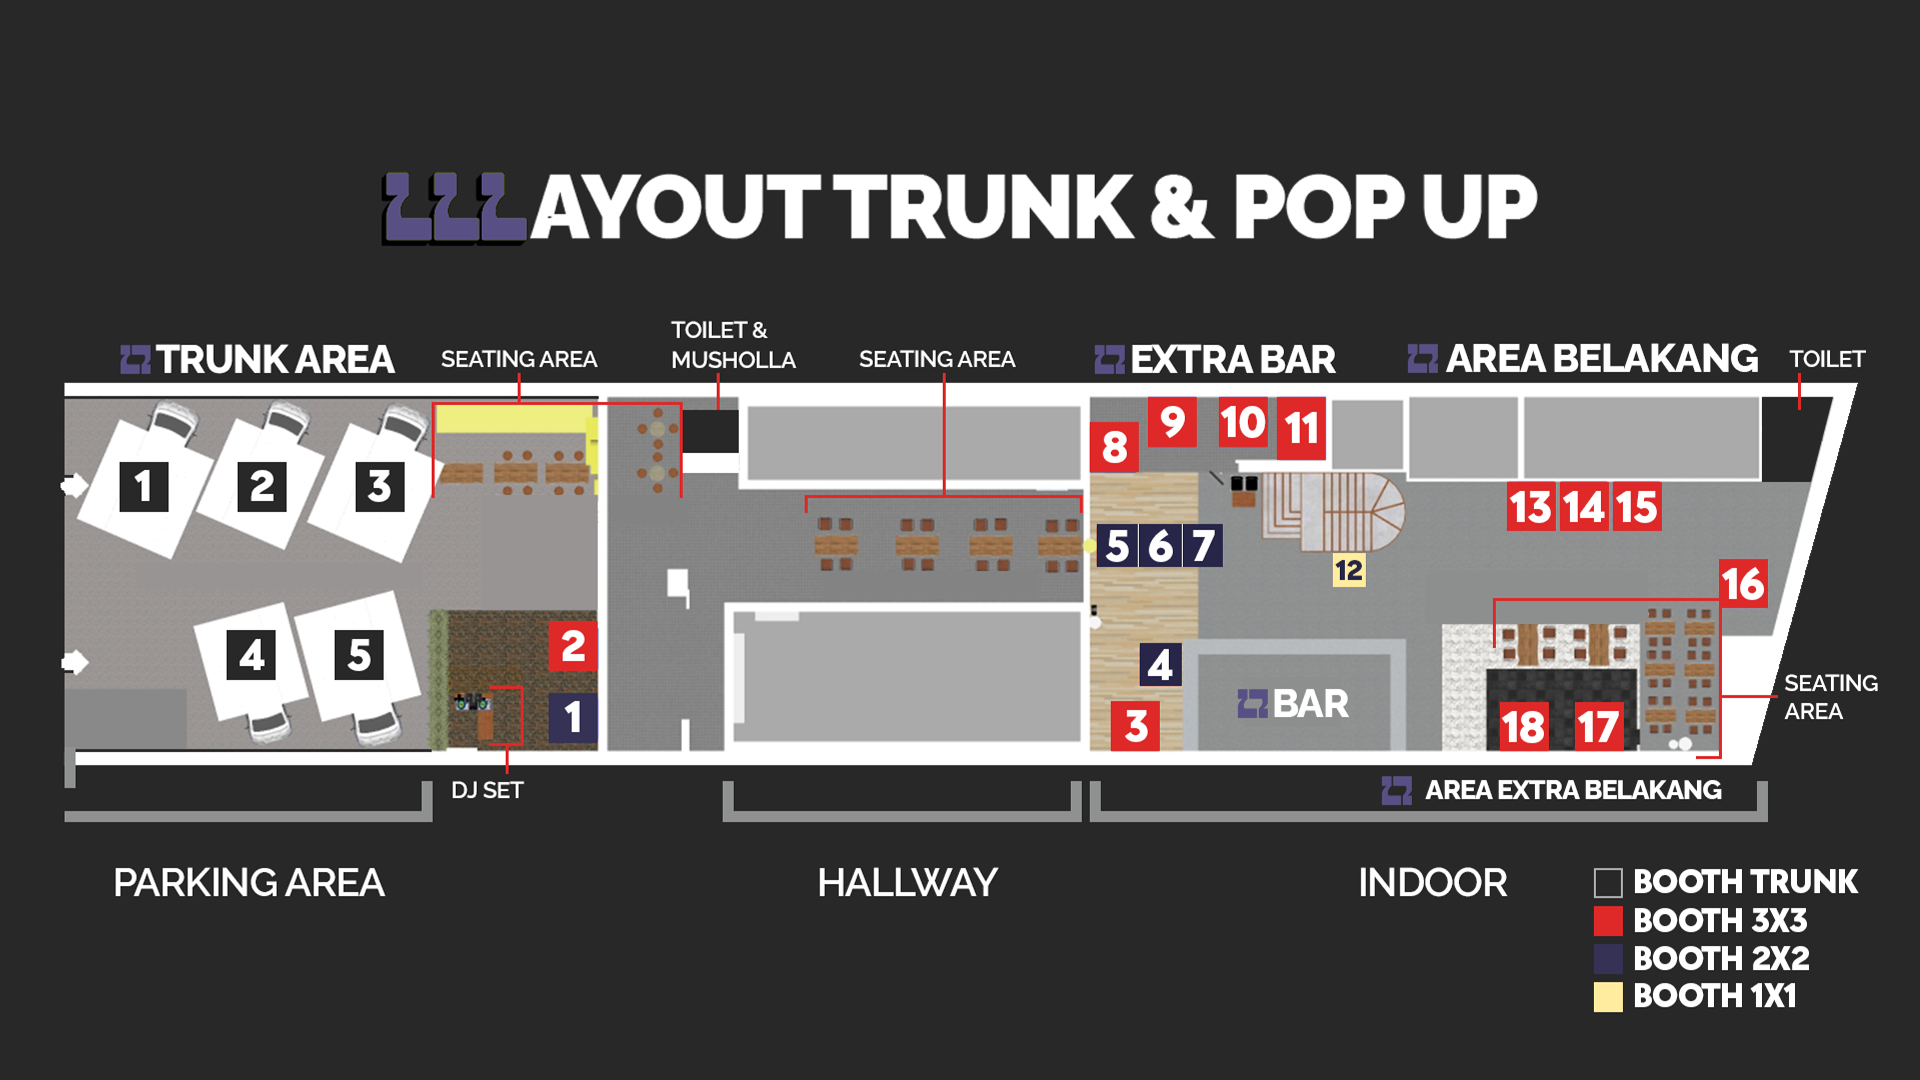 LAYOUT TRUNK & POP UP
TRUNK AREA
SEATING AREA
TOILET &
MUSHOLLA
SEATING AREA
EXTRA BAR
AREA BELAKANG
TOILET
1
2
3
4
5
2
1
DJ SET
8
9
10
11
5 6 7
12
4
3
BAR
13 14 15
16
18
17
SEATING
AREA
AREA EXTRA BELAKANG
PARKING AREA
HALLWAY
INDOOR
BOOTH TRUNK
BOOTH 3X3
BOOTH 2X2
BOOTH 1X1